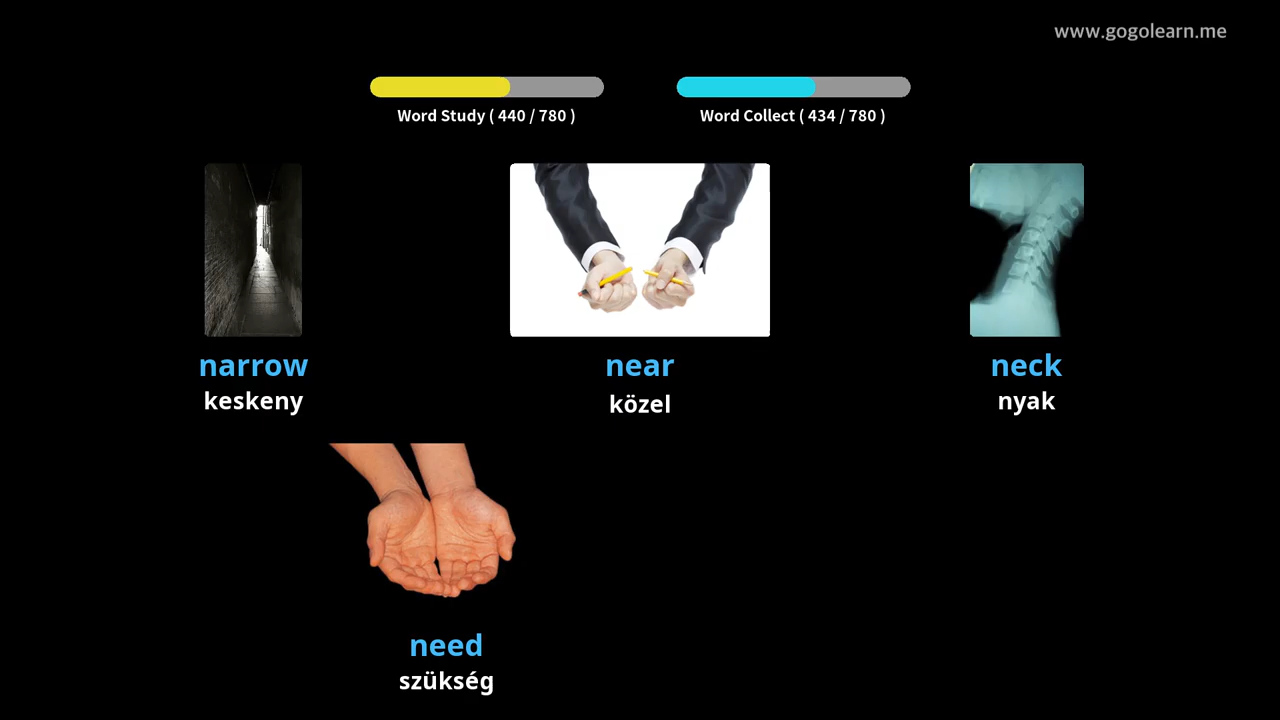 www.gogolearn.me
Word Study ( 440 / 780 )
Word Collect ( 434 / 780 )
narrow
keskeny
near
közel
neck
nyak
need
szükség